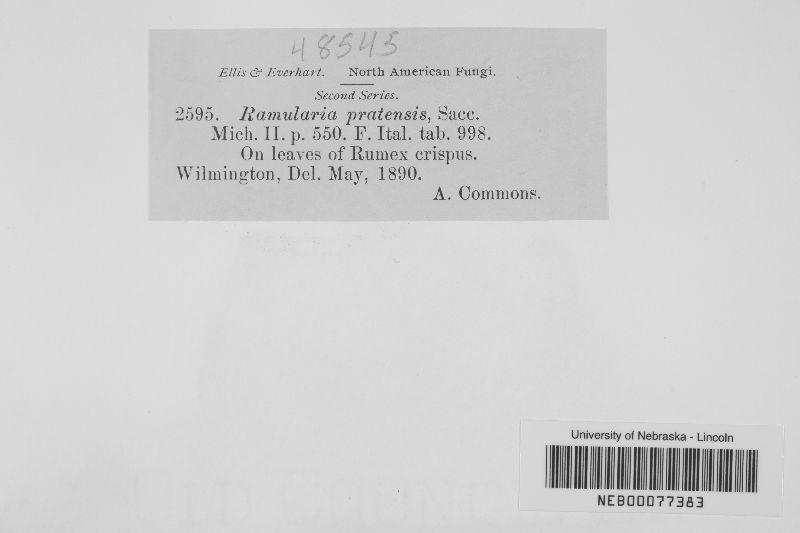 48545
Ellis & Everhart. North American Fungi.
Second Series.
2595. Ramularia pratensis, Sacc.
Mich. II. p. 550. F. Ital. tab. 998.
On leaves of Rumex crispus.
Wilmington, Del. May, 1890.
A. Commons.
University of Nebraska - Lincoln
NEB00077383